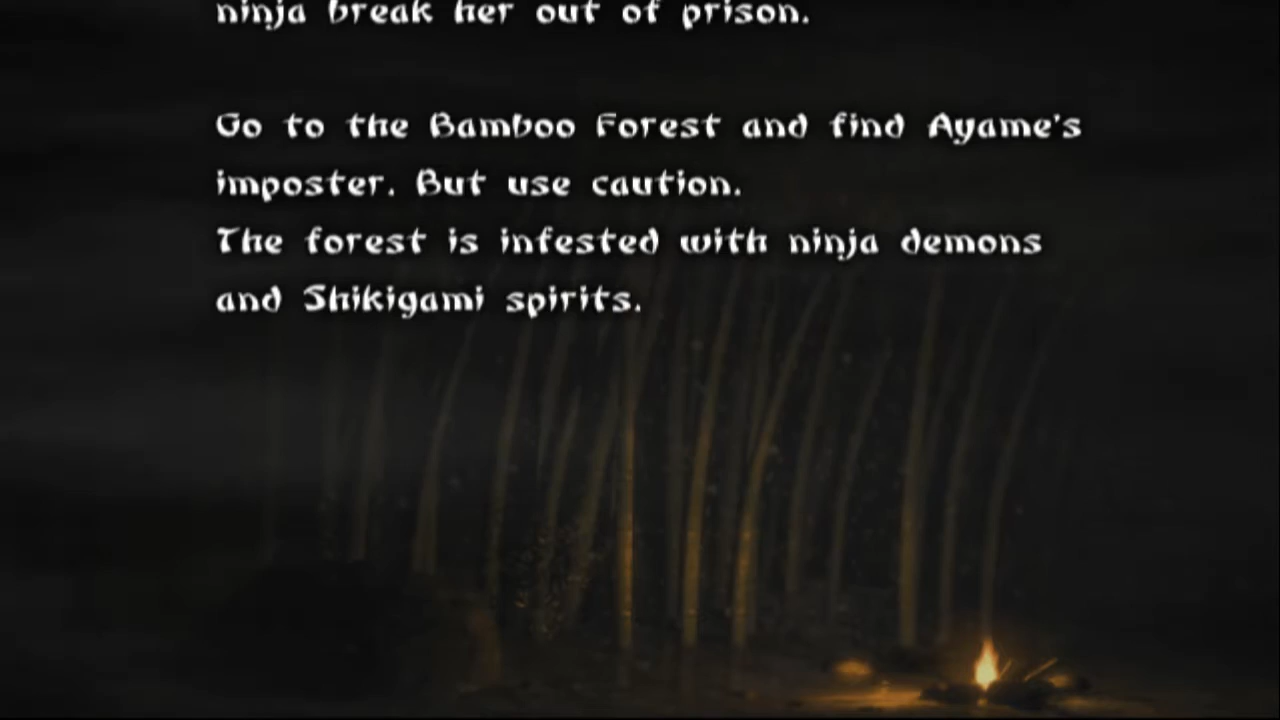 ninja break her out of prison.
Go to the Bamboo Forest and find Ayame's
imposter. But use caution.
The forest is infested with ninja demons
and Shikigami spirits.